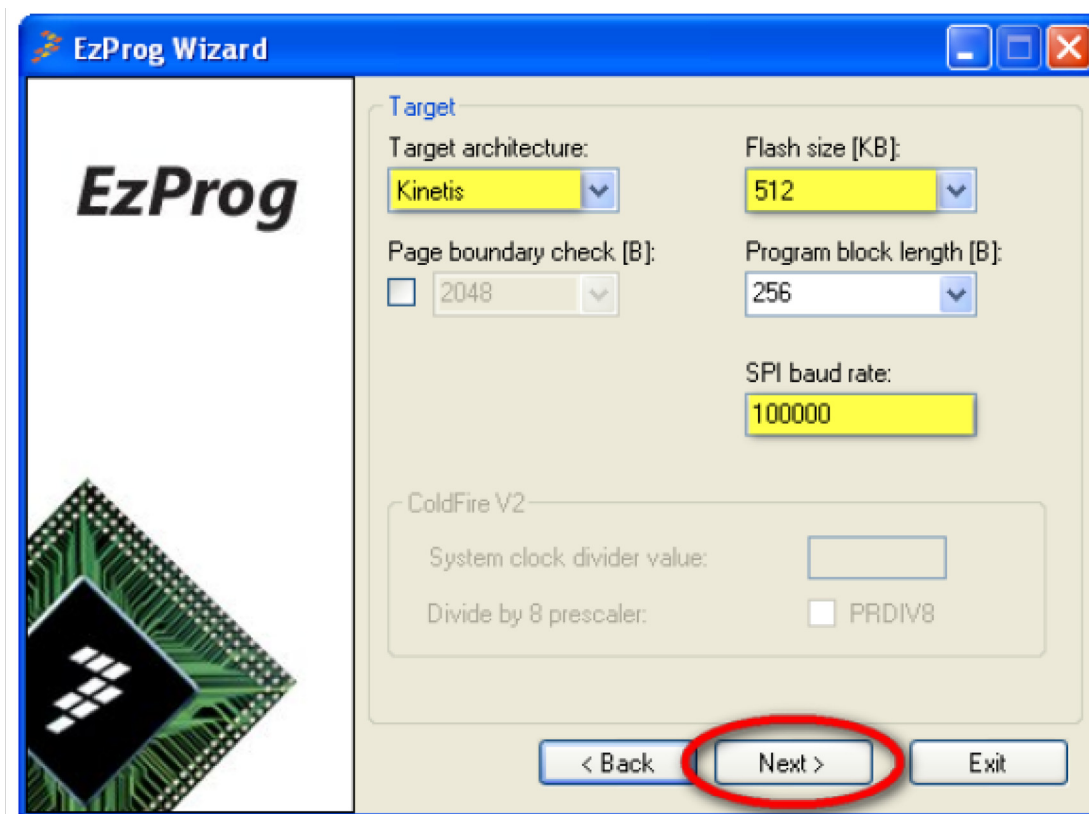 EzProg Wizard
EzProg
Target
Target architecture: Flash size [KB]:
Kinetis 512
Page boundary check [B]: Program block length [B]:
2048 256
SPI baud rate:
100000
ColdFire V2
System clock divider value:
Divide by 8 prescaler: PRDIV8
< Back Next > Exit